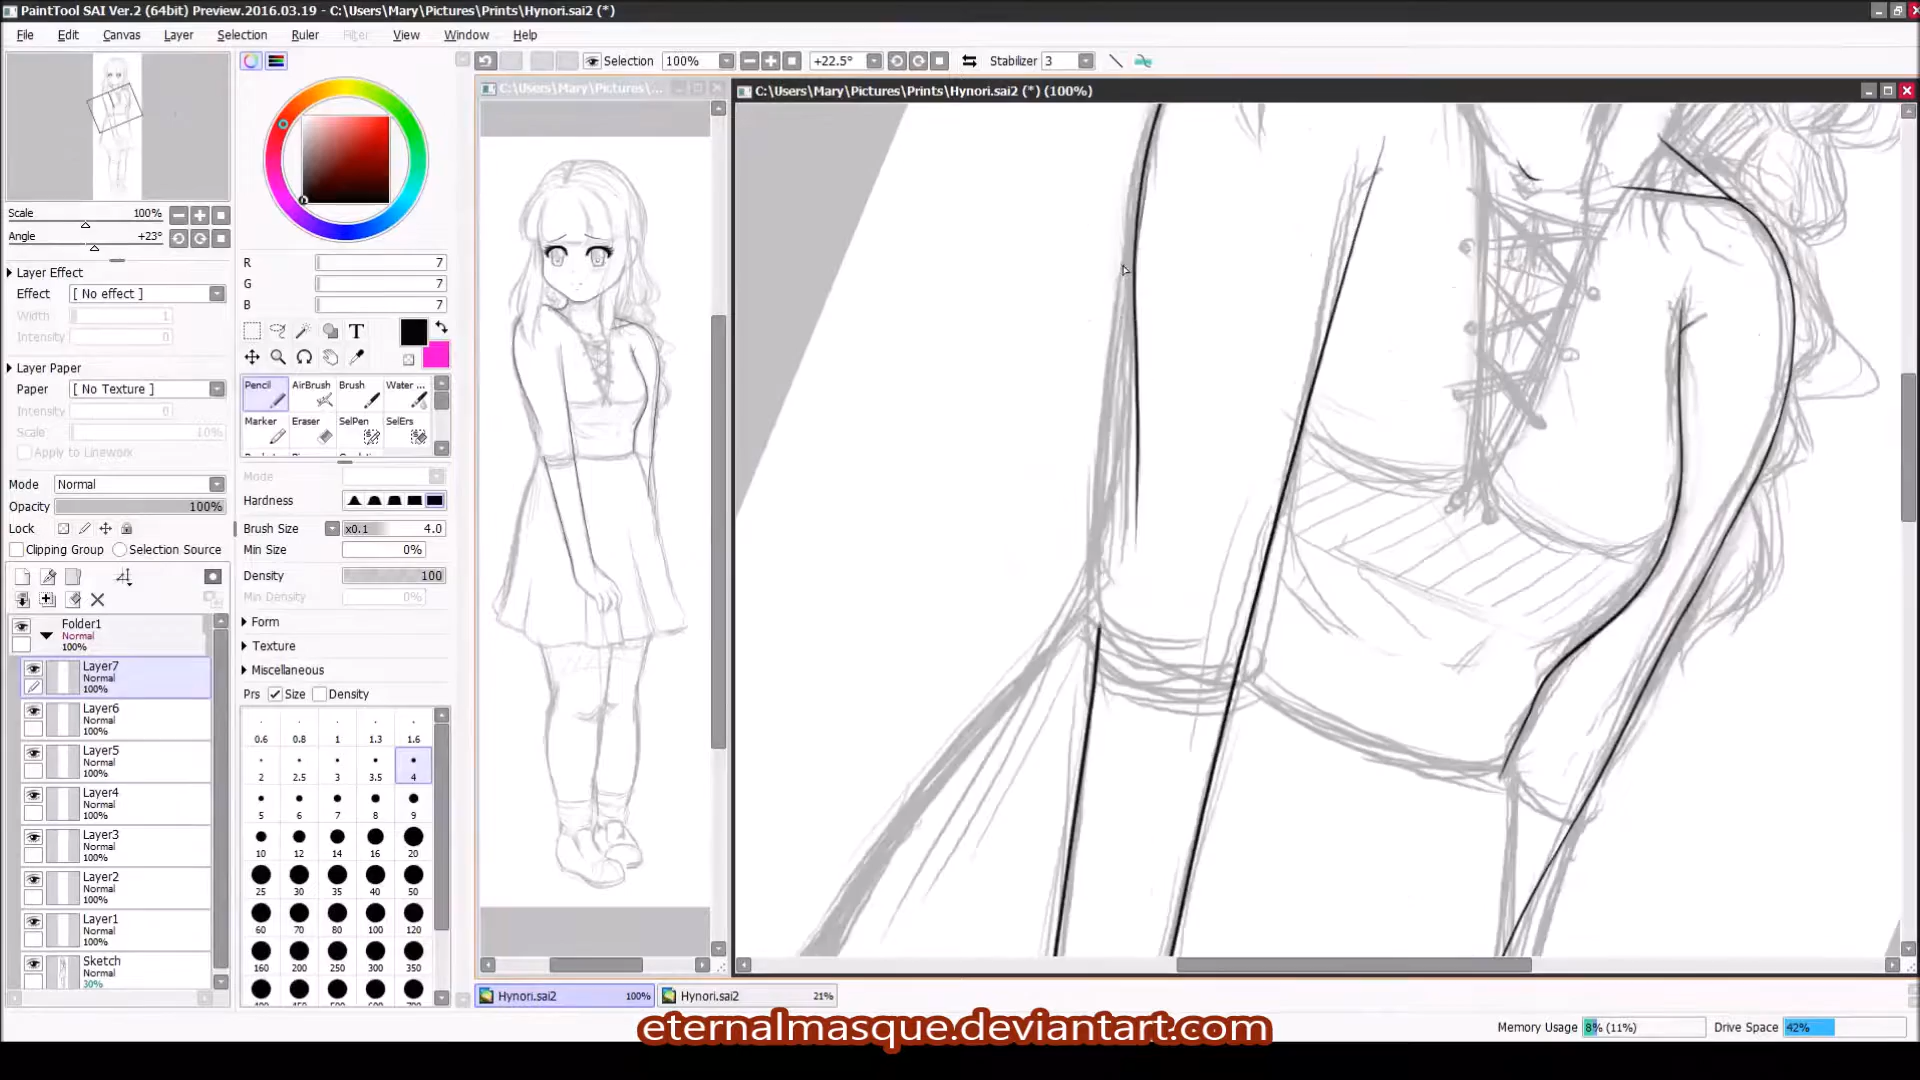 PaintTool SAI Ver.2 (64bit) Preview.2016.03.19 - C:\Users\Mary\Pictures\Prints\Hynori.sai2 (*)
File Edit Canvas Layer Selection Ruler Filter View Window Help
Selection 100% +22.5° Stabilizer 3
C:\Users\Mary\Pictures\...
C:\Users\Mary\Pictures\Prints\Hynori.sai2 (*) (100%)
Scale 100%
Angle +23°
Layer Effect
Effect [ No effect ]
Width 1
Intensity 0
Layer Paper
Paper [ No Texture ]
Intensity 0
Scale 10%
Apply to Linework
Mode Normal
Opacity 100%
Lock
Clipping Group Selection Source
Folder1
Normal
100%
Layer7
Normal
100%
Layer6
Normal
100%
Layer5
Normal
100%
Layer4
Normal
100%
Layer3
Normal
100%
Layer2
Normal
100%
Layer1
Normal
100%
Sketch
Normal
30%
R 7
G 7
B 7
T
Pencil AirBrush Brush Water ...
Marker Eraser SelPen SelErs
Mode
Hardness
Brush Size x0.1 4.0
Min Size 0%
Density 100
Min Density 0%
Form
Texture
Miscellaneous
Prs Size Density
0.6 0.8 1 1.3 1.6
2 2.5 3 3.5 4
5 6 7 8 9
10 12 14 16 20
25 30 35 40 50
60 70 80 100 120
160 200 250 300 350
Hynori.sai2 100% Hynori.sai2 21%
eternalmasque.deviantart.com
Memory Usage 8% (11%) Drive Space 42%